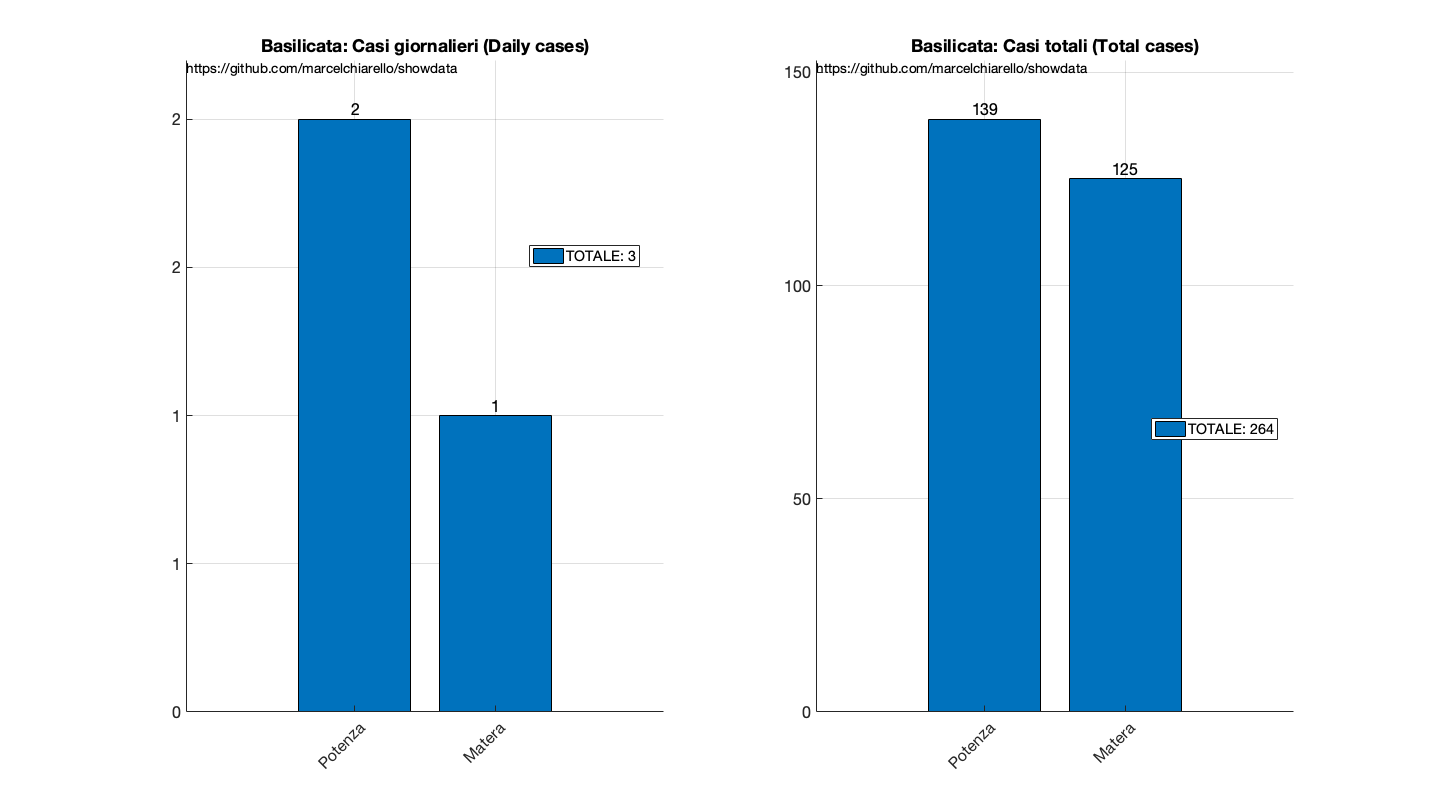 Basilicata: Casi giornalieri (Daily cases)
https://github.com/marcelchiarello/showdata
2
2
2
1
1
1
0
TOTALE: 3
Potenza
Matera
Basilicata: Casi totali (Total cases)
https://github.com/marcelchiarello/showdata
150
139
125
100
50
0
TOTALE: 264
Potenza
Matera